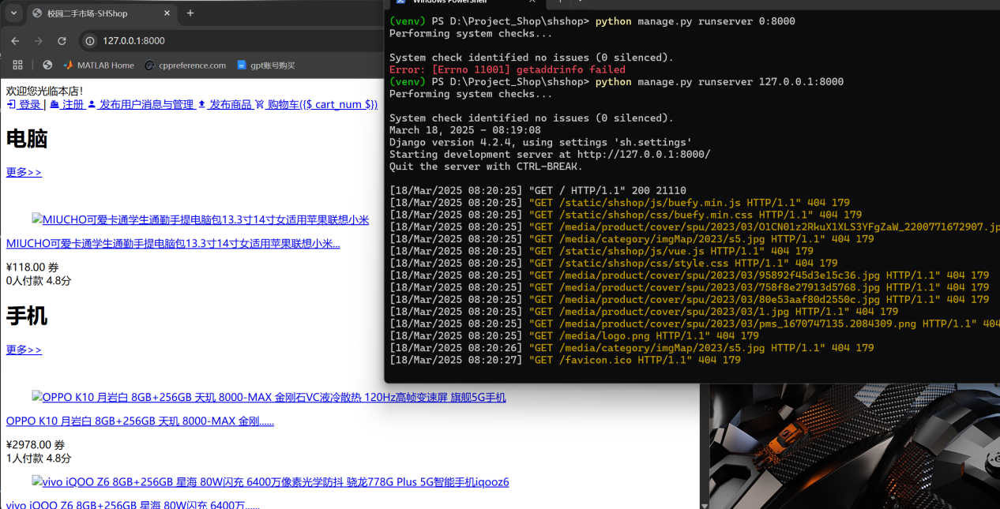 校园二手市场-SHShop
127.0.0.1:8000
MATLAB Home
cppreference.com
gpt账号购买
欢迎您光临本店!
登录 | 注册 发布用户消息与管理 发布商品 购物车({$ cart_num $})
电脑
更多>>
MIUCHO可爱卡通学生通勤手提电脑包13.3寸14寸女适用苹果联想小米
MIUCHO可爱卡通学生通勤手提电脑包13.3寸14寸女适用苹果联想小米...
¥118.00 券
0人付款 4.8分
手机
更多>>
OPPO K10 月岩白 8GB+256GB 天玑 8000-MAX 金刚石VC液冷散热 120Hz高帧变速屏 旗舰5G手机
OPPO K10 月岩白 8GB+256GB 天玑 8000-MAX 金刚......
¥2978.00 券
1人付款 4.8分
vivo iQOO Z6 8GB+256GB 星海 80W闪充 6400万像素光学防抖 骁龙778G Plus 5G智能手机iqooz6
vivo iQOO Z6 8GB+256GB 星海 80W闪充 6400万......
Windows PowerShell
(venv) PS D:\Project_Shop\shshop> python manage.py runserver 0:8000
Performing system checks...
System check identified no issues (0 silenced).
Error: [Errno 11001] getaddrinfo failed
(venv) PS D:\Project_Shop\shshop> python manage.py runserver 127.0.0.1:8000
Performing system checks...
System check identified no issues (0 silenced).
March 18, 2025 - 08:19:08
Django version 4.2.4, using settings 'sh.settings'
Starting development server at http://127.0.0.1:8000/
Quit the server with CTRL-BREAK.
[18/Mar/2025 08:20:25] "GET / HTTP/1.1" 200 21110
[18/Mar/2025 08:20:25] "GET /static/shshop/js/buefy.min.js HTTP/1.1" 404 179
[18/Mar/2025 08:20:25] "GET /static/shshop/css/buefy.min.css HTTP/1.1" 404 179
[18/Mar/2025 08:20:25] "GET /media/product/cover/spu/2023/03/O1CN01z2RkuX1XLS3YFgZaW_2200771672907.jp
[18/Mar/2025 08:20:25] "GET /media/category/imgMap/2023/s5.jpg HTTP/1.1" 404 179
[18/Mar/2025 08:20:25] "GET /static/shshop/js/vue.js HTTP/1.1" 404 179
[18/Mar/2025 08:20:25] "GET /static/shshop/css/style.css HTTP/1.1" 404 179
[18/Mar/2025 08:20:25] "GET /media/product/cover/spu/2023/03/95892f45d3e15c36.jpg HTTP/1.1" 404 179
[18/Mar/2025 08:20:25] "GET /media/product/cover/spu/2023/03/758f8e27913d5768.jpg HTTP/1.1" 404 179
[18/Mar/2025 08:20:25] "GET /media/product/cover/spu/2023/03/80e53aaf80d2550c.jpg HTTP/1.1" 404 179
[18/Mar/2025 08:20:25] "GET /media/product/cover/spu/2023/03/1.jpg HTTP/1.1" 404 179
[18/Mar/2025 08:20:25] "GET /media/product/cover/spu/2023/03/pms_1670747135.2084309.png HTTP/1.1" 404
[18/Mar/2025 08:20:25] "GET /media/logo.png HTTP/1.1" 404 179
[18/Mar/2025 08:20:26] "GET /media/category/imgMap/2023/s5.jpg HTTP/1.1" 404 179
[18/Mar/2025 08:20:27] "GET /favicon.ico HTTP/1.1" 404 179